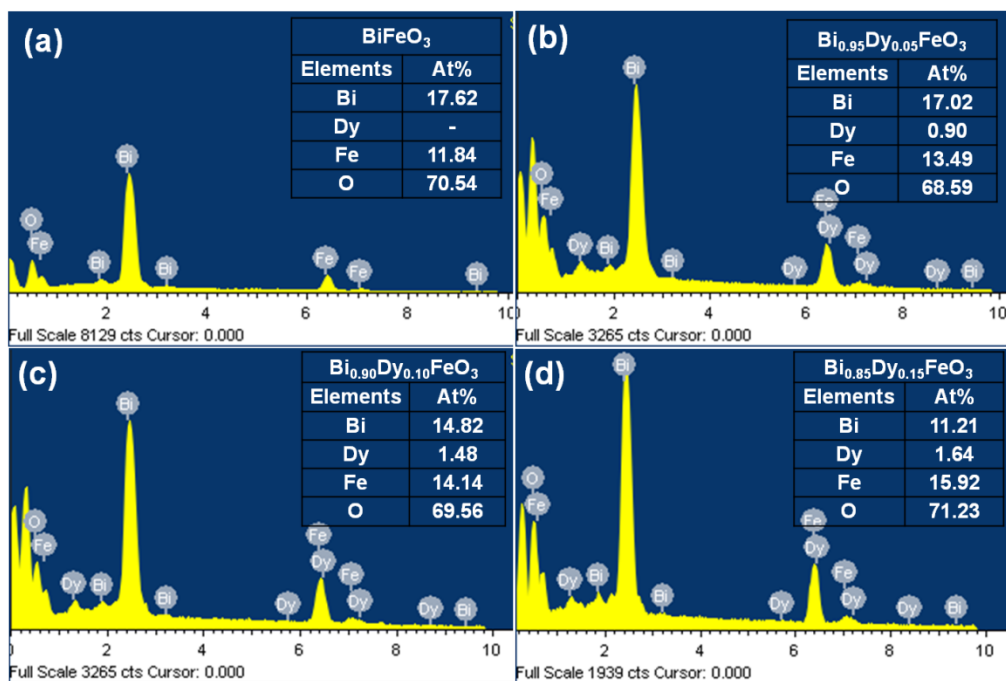 (a)
BiFeO₃
Elements At%
Bi 17.62
Dy -
Fe 11.84
O 70.54
Bi
O
Fe
Bi
Bi
Fe
Fe
Bi
2 4 6 8 10
Full Scale 8129 cts Cursor: 0.000
(b)
Bi₀.₉₅Dy₀.₀₅FeO₃
Elements At%
Bi 17.02
Dy 0.90
Fe 13.49
O 68.59
Bi
O
Fe
Dy
Bi
Bi
Fe
Dy
Dy
Fe
Dy
Dy
Bi
2 4 6 8 10
Full Scale 3265 cts Cursor: 0.000
(c)
Bi₀.₉₀Dy₀.₁₀FeO₃
Elements At%
Bi 14.82
Dy 1.48
Fe 14.14
O 69.56
Bi
O
Fe
Dy
Bi
Bi
Dy
Fe
Dy
Fe
Dy
Dy
Bi
2 4 6 8 10
Full Scale 3265 cts Cursor: 0.000
(d)
Bi₀.₈₅Dy₀.₁₅FeO₃
Elements At%
Bi 11.21
Dy 1.64
Fe 15.92
O 71.23
Bi
O
Fe
Dy
Bi
Bi
Dy
Fe
Dy
Fe
Dy
Dy
Bi
2 4 6 8 10
Full Scale 1939 cts Cursor: 0.000